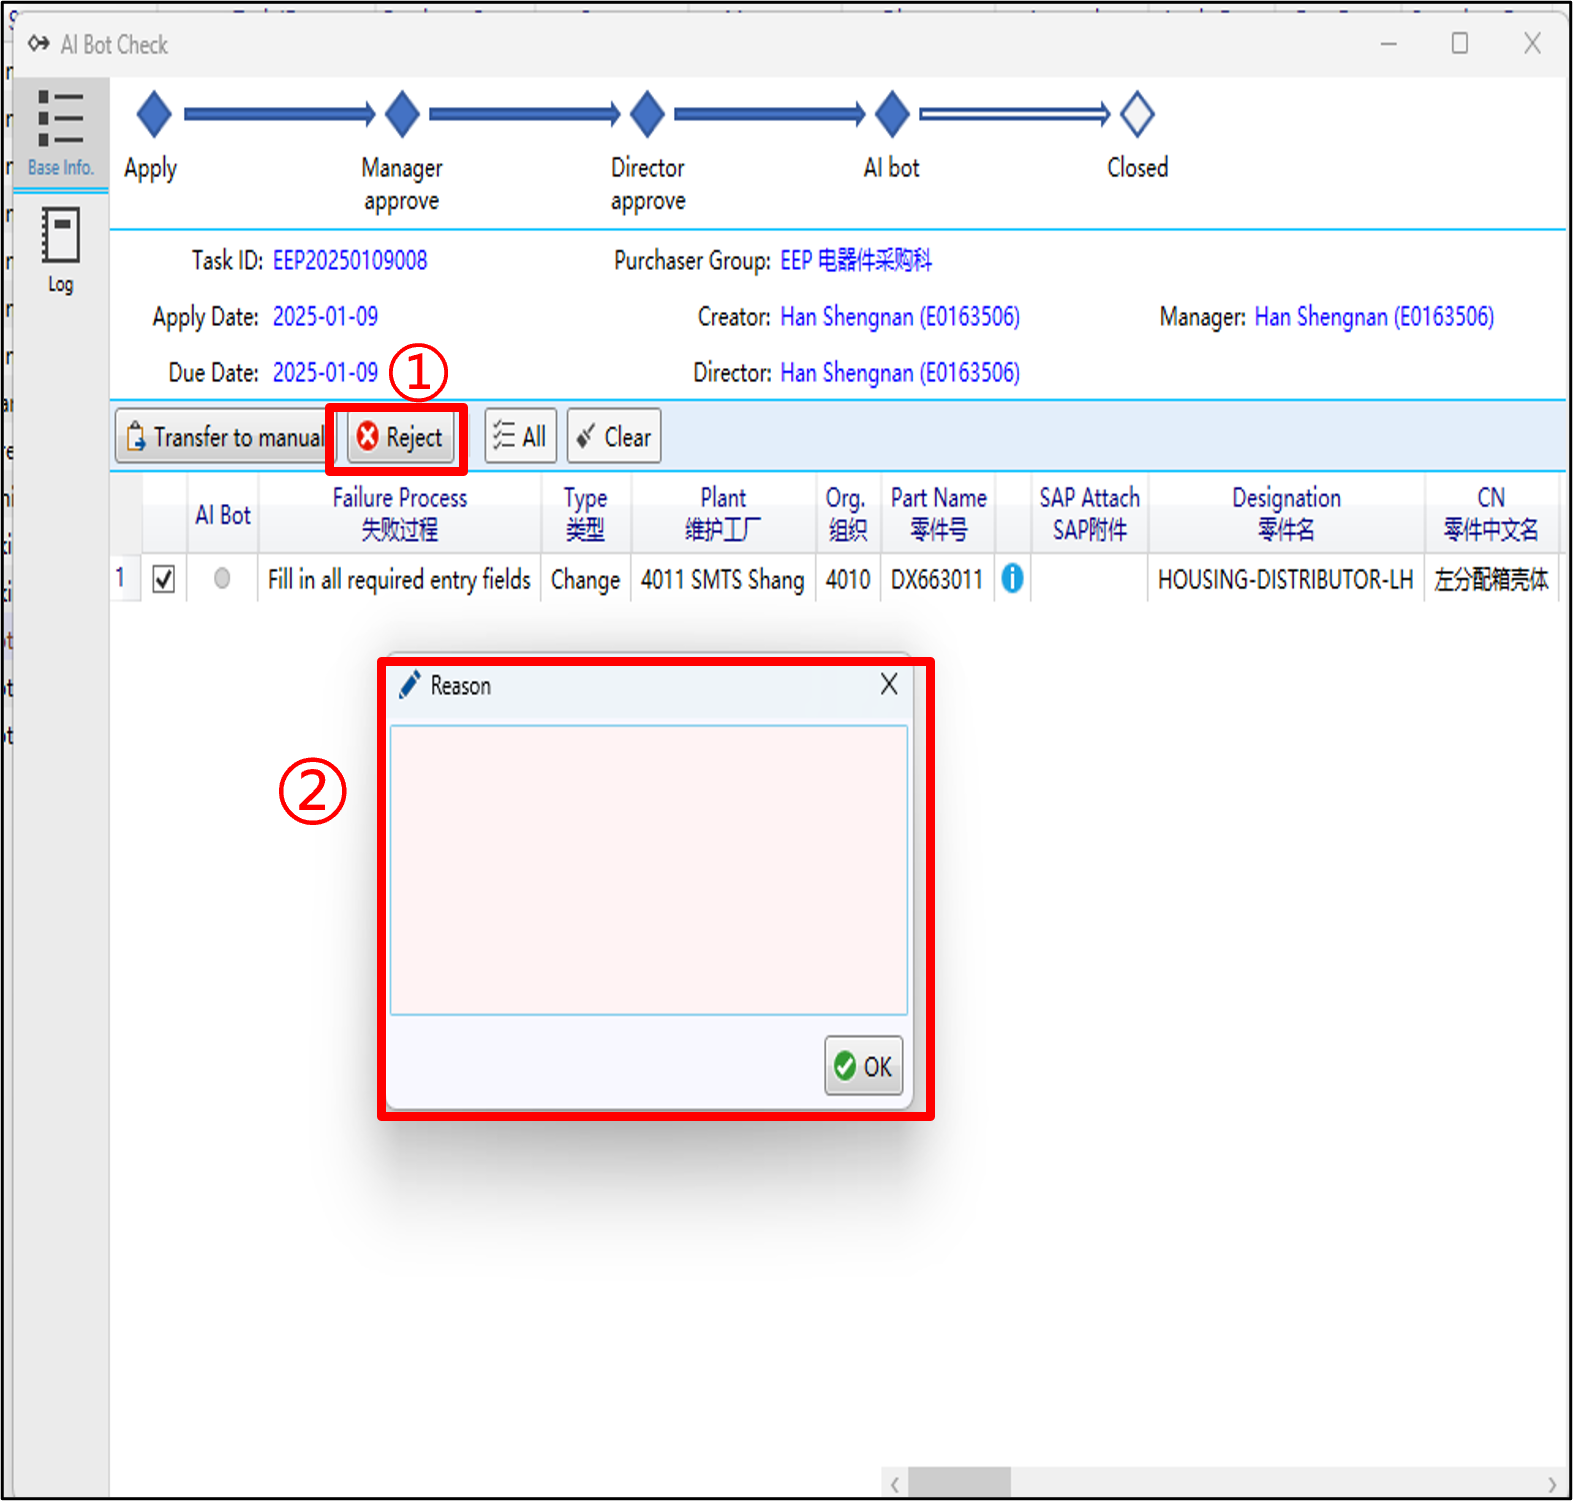 AI Bot Check
Base Info.
Log
Apply
Manager
approve
Director
approve
AI bot
Closed
Task ID: EEP20250109008
Purchaser Group: EEP 电器件采购科
Apply Date: 2025-01-09
Creator: Han Shengnan (E0163506)
Manager: Han Shengnan (E0163506)
Due Date: 2025-01-09
Director: Han Shengnan (E0163506)
①
Transfer to manual
Reject
All
Clear
AI Bot
Failure Process
失败过程
Type
类型
Plant
维护工厂
Org.
组织
Part Name
零件号
SAP Attach
SAP附件
Designation
零件名
CN
零件中文名
1 Fill in all required entry fields Change 4011 SMTS Shang 4010 DX663011 HOUSING-DISTRIBUTOR-LH 左分配箱壳体
Reason
②
OK